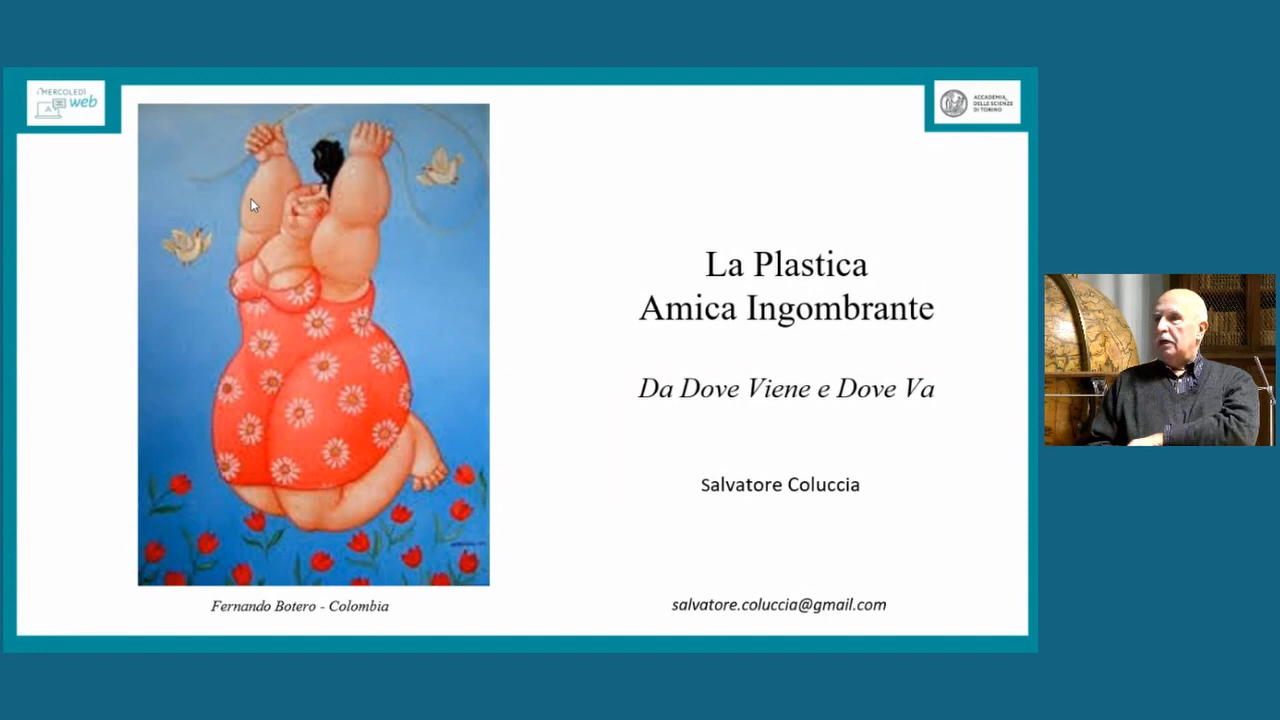 I MERCOLEDÌ
web
ACCADEMIA
DELLE SCIENZE
DI TORINO
La Plastica
Amica Ingombrante
Da Dove Viene e Dove Va
Salvatore Coluccia
Fernando Botero - Colombia
salvatore.coluccia@gmail.com